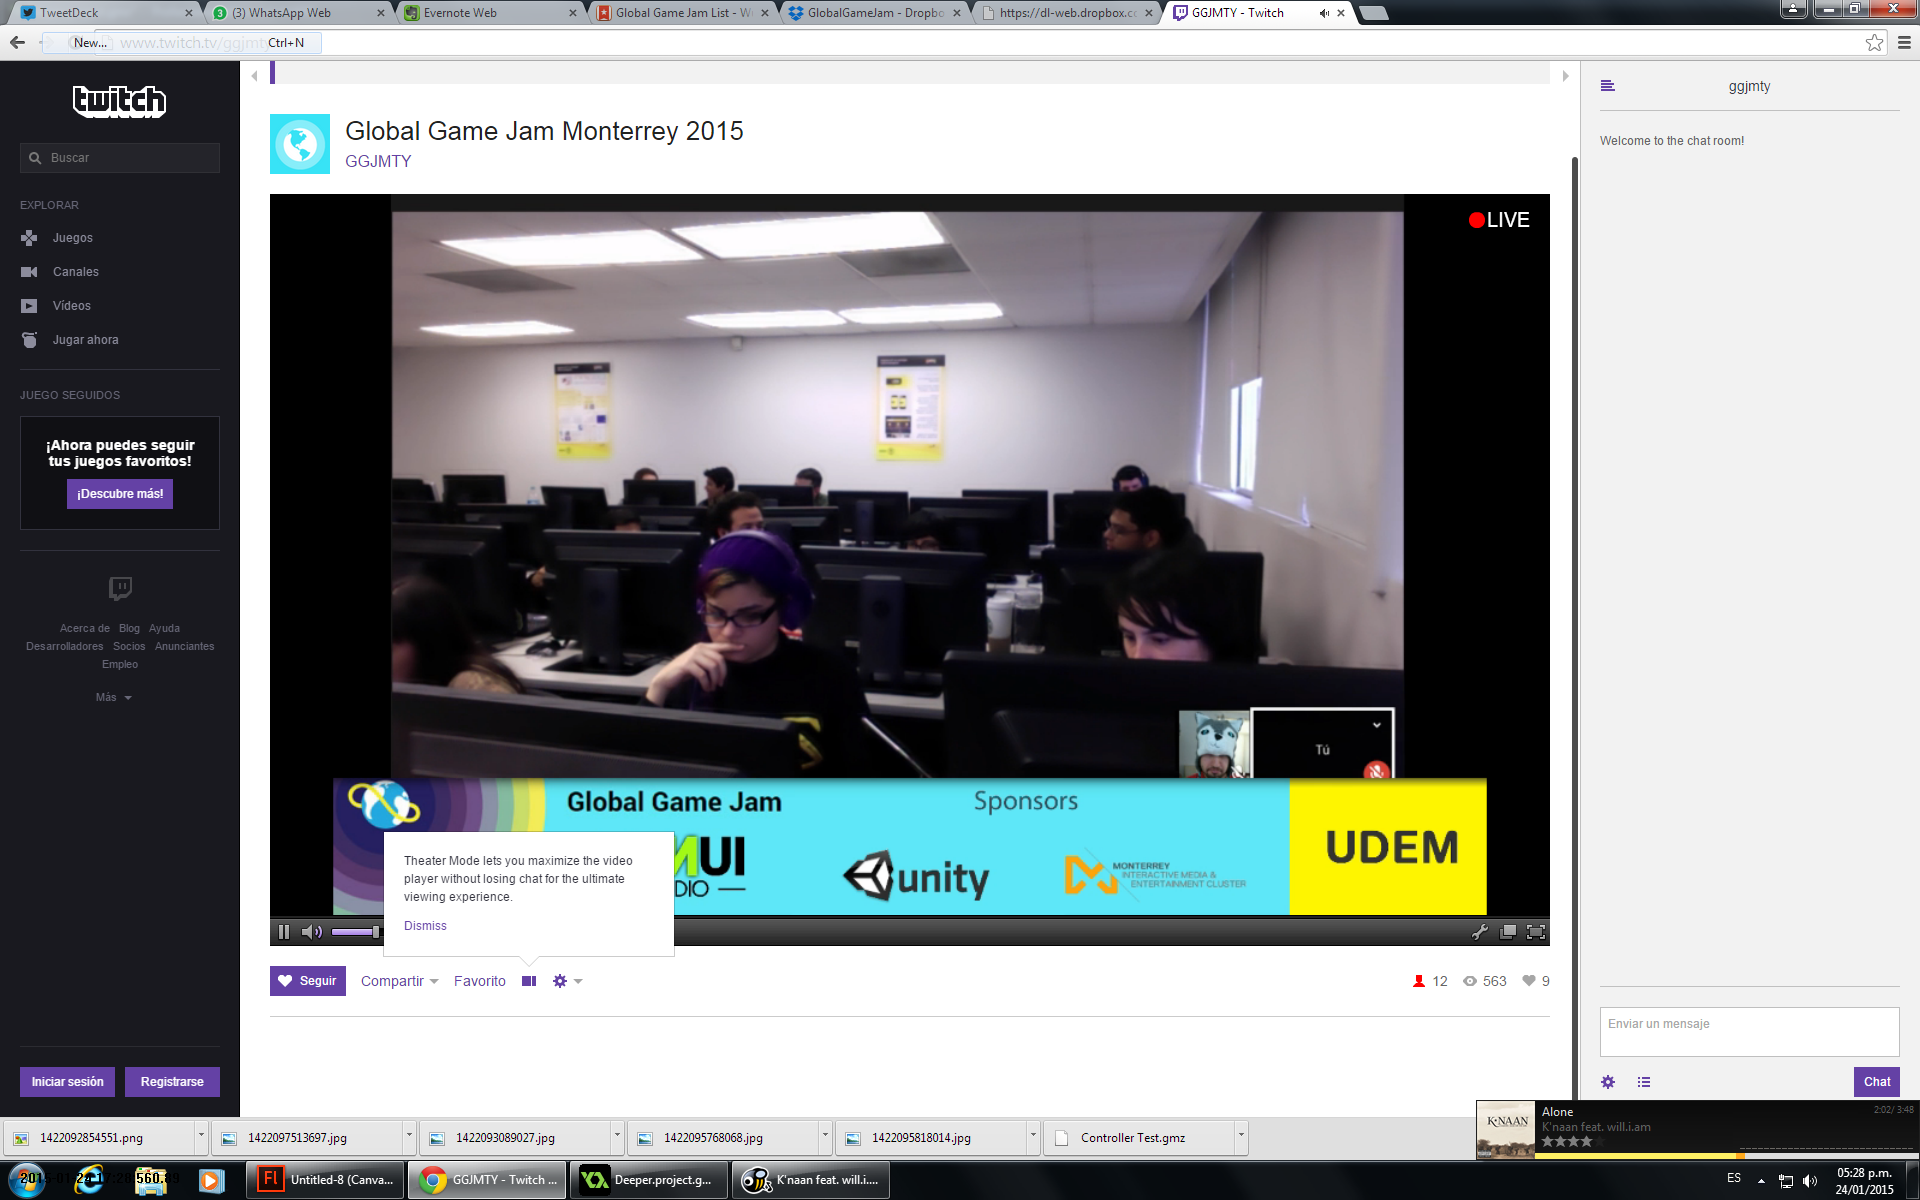 TweetDeck
(3) WhatsApp Web
Evernote Web
Global Game Jam List - W
GlobalGameJam - Dropbo
https://dl-web.dropbox.c
GGJMTY - Twitch
New...
www.twitch.tv/ggjmty
Ctrl+N
twitch
Buscar
EXPLORAR
Juegos
Canales
Vídeos
Jugar ahora
JUEGO SEGUIDOS
¡Ahora puedes seguir
tus juegos favoritos!
¡Descubre más!
Acerca de Blog Ayuda
Desarrolladores Socios Anunciantes
Empleo
Más
Iniciar sesión
Registrarse
Global Game Jam Monterrey 2015
GGJMTY
LIVE
Tú
Global Game Jam
Sponsors
MUI
DIO
unity
MONTERREY
INTERACTIVE MEDIA &
ENTERTAINMENT CLUSTER
UDEM
Theater Mode lets you maximize the video
player without losing chat for the ultimate
viewing experience.
Dismiss
Seguir
Compartir
Favorito
12
563
9
ggjmty
Welcome to the chat room!
Enviar un mensaje
Chat
K'NAAN
Alone
K'naan feat. will.i.am
2:02/ 3:48
1422092854551.png
1422097513697.jpg
1422093089027.jpg
1422095768068.jpg
1422095818014.jpg
Controller Test.gmz
Fl
Untitled-8 (Canva...
GGJMTY - Twitch ...
Deeper.project.g...
K'naan feat. will.i....
ES
05:28 p.m.
24/01/2015